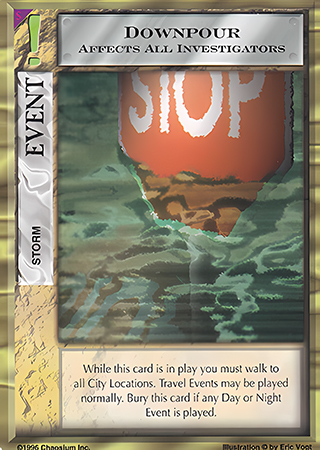 DOWNPOUR
AFFECTS ALL INVESTIGATORS
EVENT!
STORM
STOP
While this card is in play you must walk to
all City Locations. Travel Events may be played
normally. Bury this card if any Day or Night
Event is played.
©1996 Chaosium Inc.
Illustration © by Eric Vogt